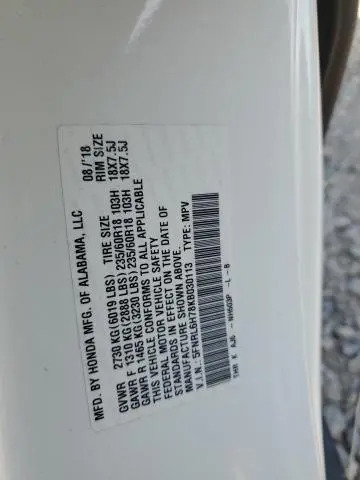 MFD. BY HONDA MFG. OF ALABAMA, LLC 08/'18
TIRE SIZE RIM SIZE
GVWR 2730 KG(6019 LBS)
GAWR F 1310 KG(2888 LBS)235/60R18 103H 18X7.5J
GAWR R 1465 KG(3230 LBS)235/60R18 103H 18X7.5J
THIS VEHICLE CONFORMS TO ALL APPLICABLE
FEDERAL MOTOR VEHICLE SAFETY
STANDARDS IN EFFECT ON THE DATE OF
MANUFACTURE SHOWN ABOVE.
V.I.N.: 5FNRL6H78KB030113 TYPE: MPV
THR K AJ0 - NH603P -L -B